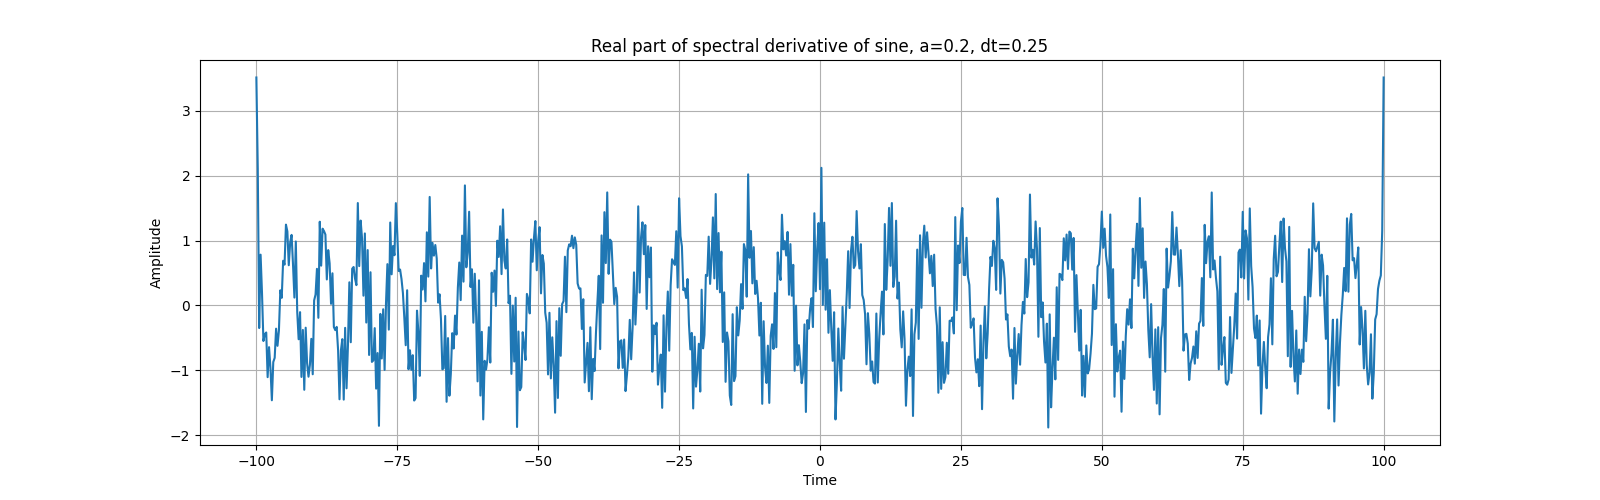 Real part of spectral derivative of sine, a=0.2, dt=0.25
Amplitude
3
2
1
0
−1
−2
−100 −75 −50 −25 0 25 50 75 100
Time